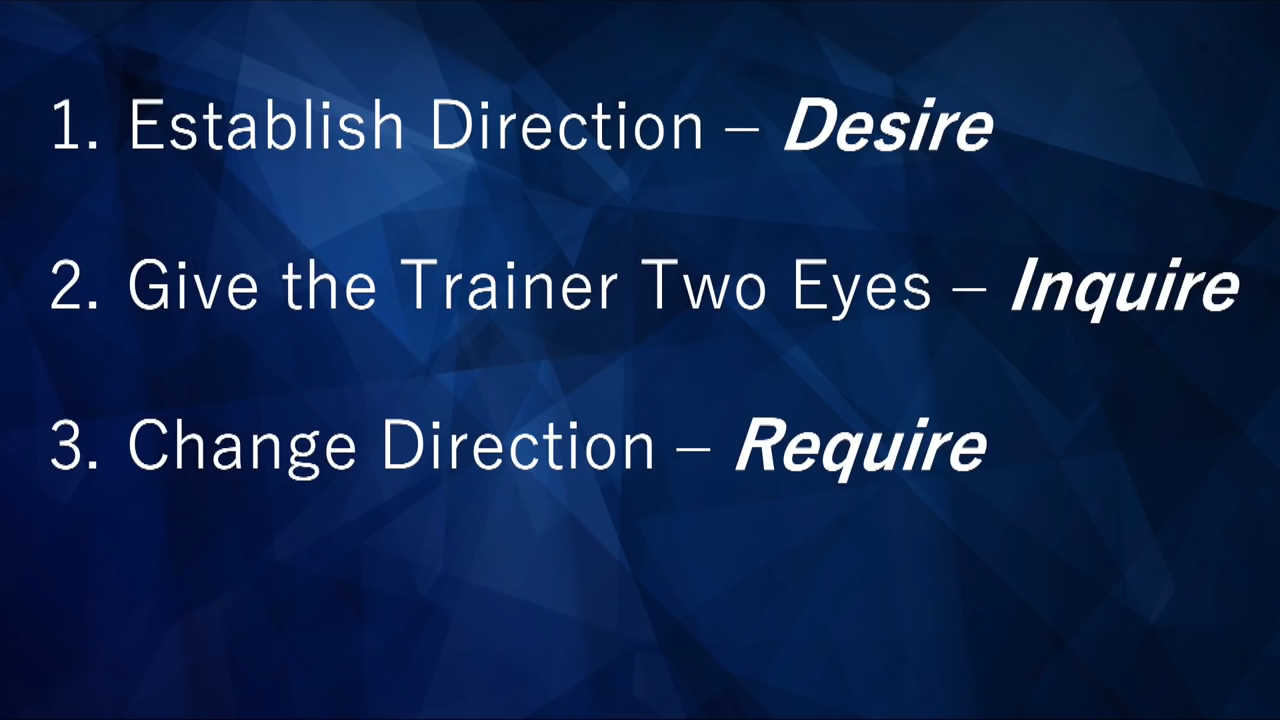 1. Establish Direction – Desire
2. Give the Trainer Two Eyes – Inquire
3. Change Direction – Require